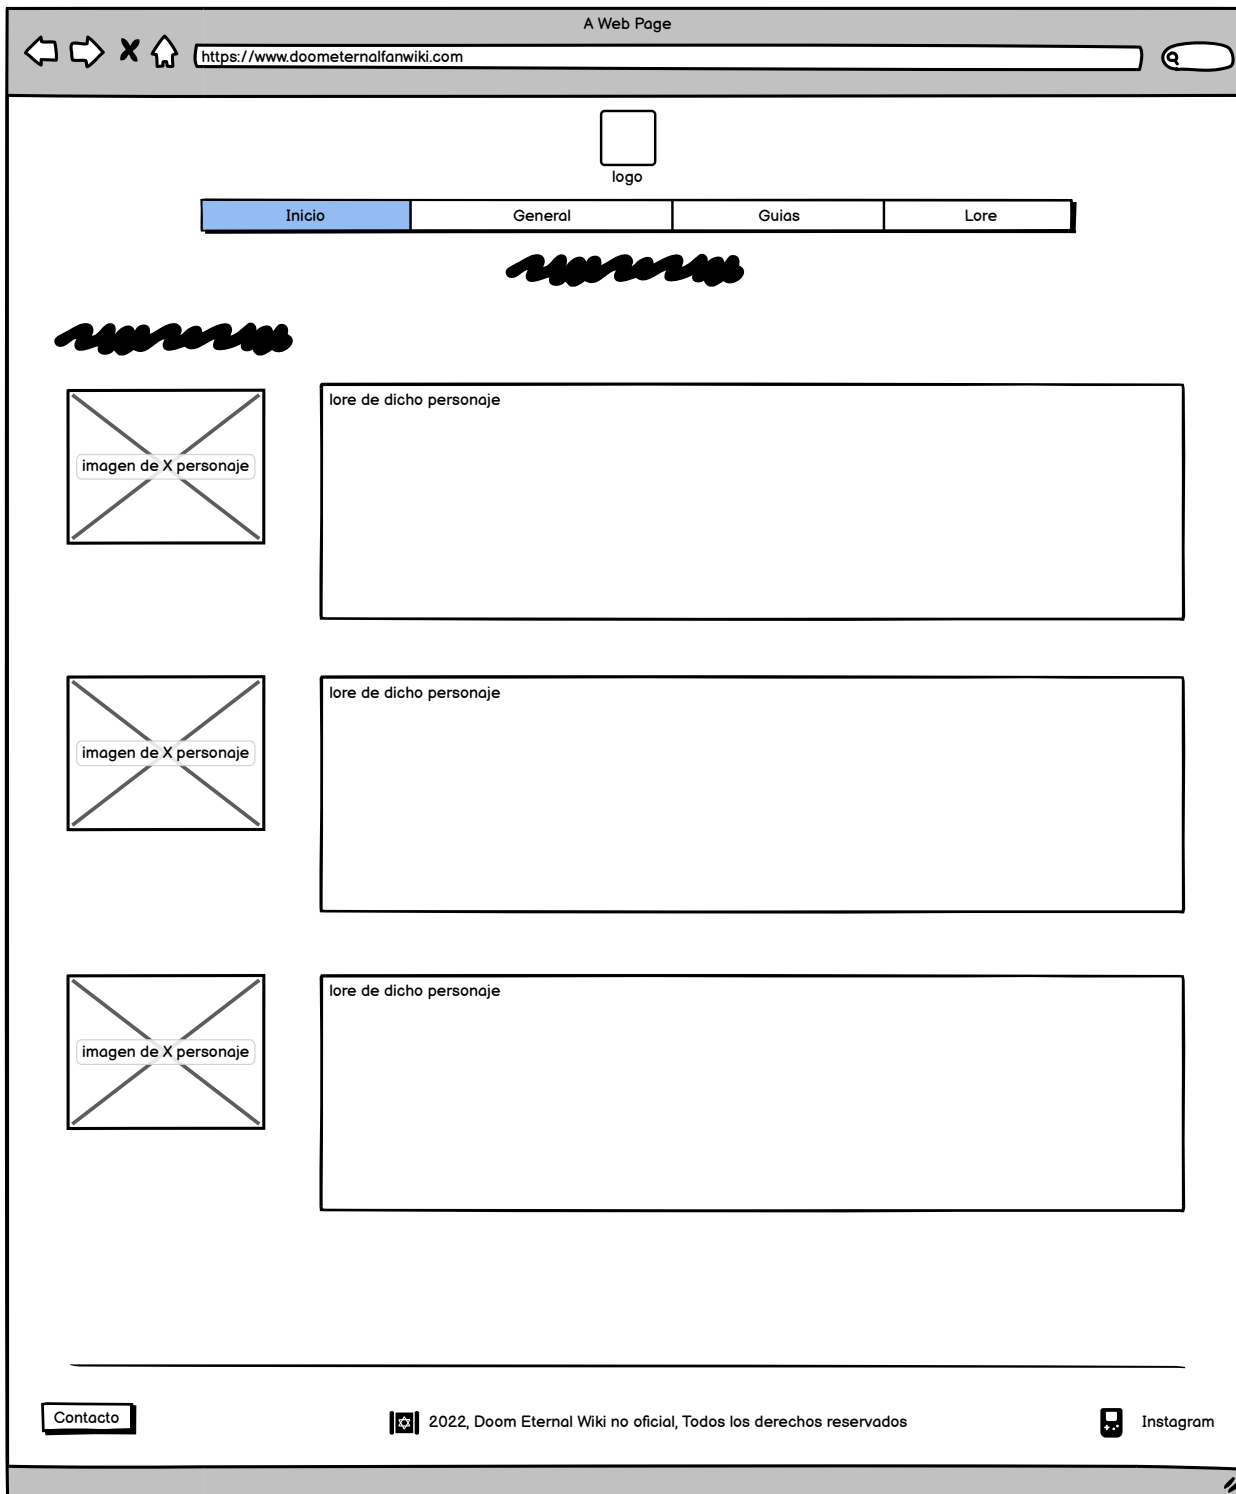 A Web Page
https://www.doometernalfanwiki.com
logo
Inicio General Guias Lore
lore de dicho personaje
imagen de X personaje
lore de dicho personaje
imagen de X personaje
lore de dicho personaje
imagen de X personaje
Contacto
2022, Doom Eternal Wiki no oficial, Todos los derechos reservados
Instagram